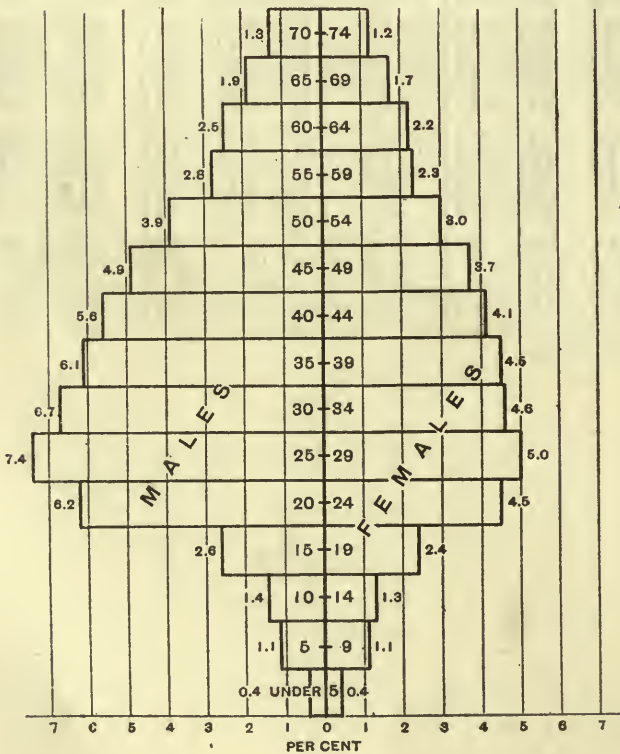 1.3 70-74 1.2
1.9 65-69 1.7
2.5 60-64 2.2
2.8 55-59 2.3
3.9 50-54 3.0
4.9 45-49 3.7
5.6 40-44 4.1
6.1 35-39 4.5
6.7 30-34 4.6
7.4 25-29 5.0
6.2 20-24 4.5
MALES
FEMALES
2.6 15-19 2.4
1.4 10-14 1.3
1.1 5-9 1.1
0.4 UNDER 5 0.4
7 6 5 4 3 2 1 0 1 2 3 4 5 6 7
PER CENT